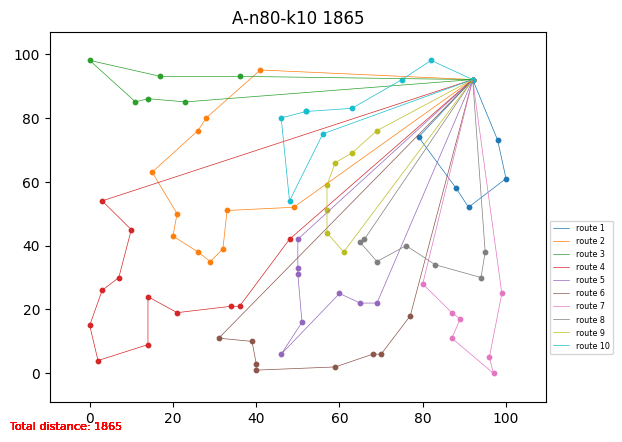 A-n80-k10 1865
100
80
60
40
20
0
0 20 40 60 80 100
route 1
route 2
route 3
route 4
route 5
route 6
route 7
route 8
route 9
route 10
Total distance: 1865